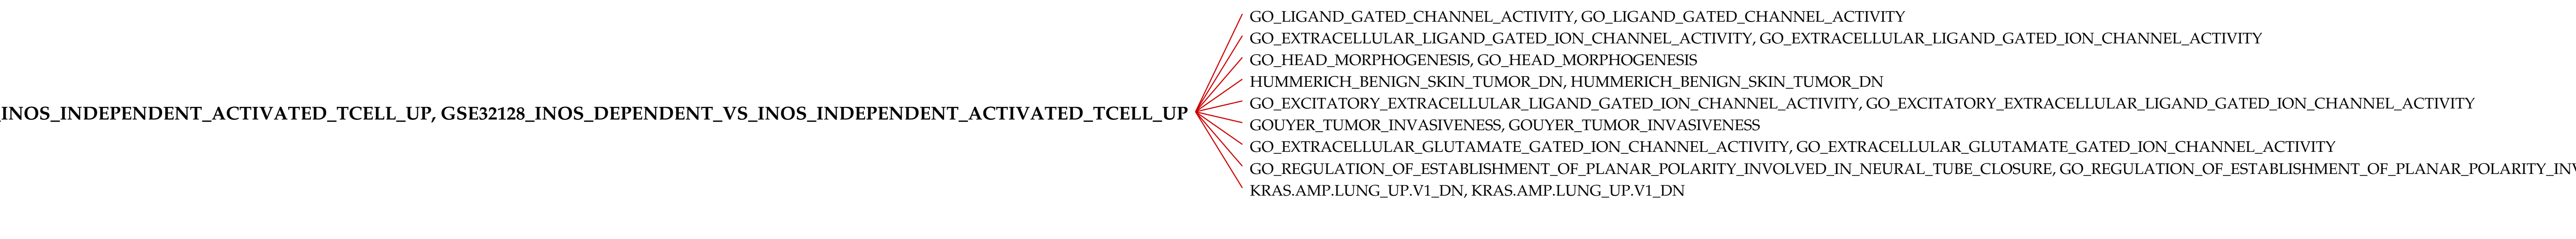 GO_LIGAND_GATED_CHANNEL_ACTIVITY, GO_LIGAND_GATED_CHANNEL_ACTIVITY
GO_EXTRACELLULAR_LIGAND_GATED_ION_CHANNEL_ACTIVITY, GO_EXTRACELLULAR_LIGAND_GATED_ION_CHANNEL_ACTIVITY
GO_HEAD_MORPHOGENESIS, GO_HEAD_MORPHOGENESIS
HUMMERICH_BENIGN_SKIN_TUMOR_DN, HUMMERICH_BENIGN_SKIN_TUMOR_DN
GO_EXCITATORY_EXTRACELLULAR_LIGAND_GATED_ION_CHANNEL_ACTIVITY, GO_EXCITATORY_EXTRACELLULAR_LIGAND_GATED_ION_CHANNEL_ACTIVITY
_INOS_INDEPENDENT_ACTIVATED_TCELL_UP, GSE32128_INOS_DEPENDENT_VS_INOS_INDEPENDENT_ACTIVATED_TCELL_UP
GOUYER_TUMOR_INVASIVENESS, GOUYER_TUMOR_INVASIVENESS
GO_EXTRACELLULAR_GLUTAMATE_GATED_ION_CHANNEL_ACTIVITY, GO_EXTRACELLULAR_GLUTAMATE_GATED_ION_CHANNEL_ACTIVITY
GO_REGULATION_OF_ESTABLISHMENT_OF_PLANAR_POLARITY_INVOLVED_IN_NEURAL_TUBE_CLOSURE, GO_REGULATION_OF_ESTABLISHMENT_OF_PLANAR_POLARITY_INV
KRAS.AMP.LUNG_UP.V1_DN, KRAS.AMP.LUNG_UP.V1_DN